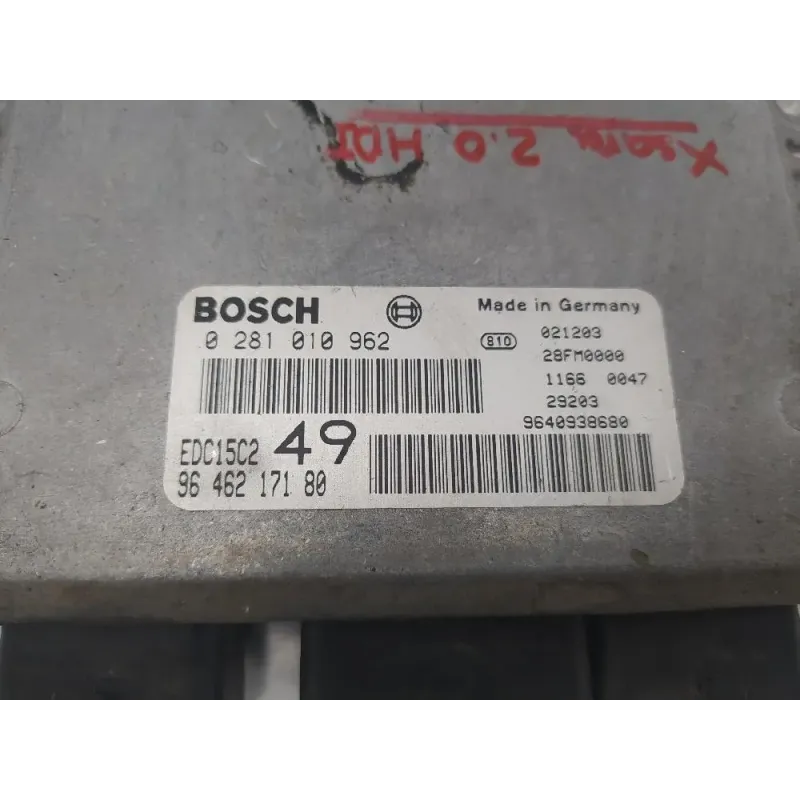 Xsara 2.0 HDI
BOSCH
Made in Germany
0 281 010 962
B10
021203
28FM0000
1166 0047
29203
9640938680
EDC15C2 49
96 462 171 80